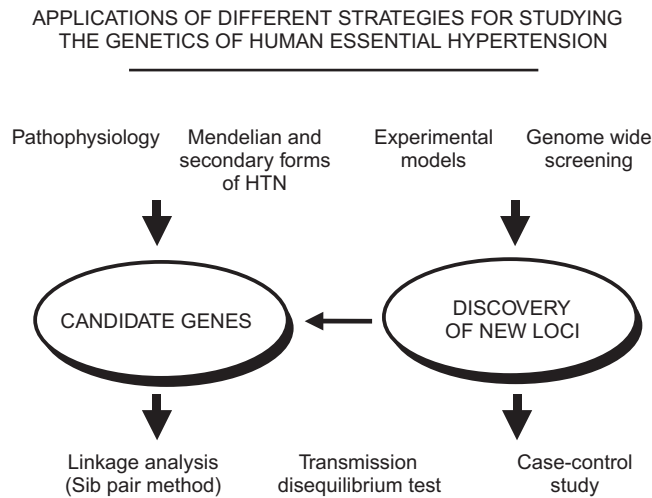 APPLICATIONS OF DIFFERENT STRATEGIES FOR STUDYING
THE GENETICS OF HUMAN ESSENTIAL HYPERTENSION
Pathophysiology
Mendelian and
secondary forms
of HTN
Experimental
models
Genome wide
screening
CANDIDATE GENES
DISCOVERY
OF NEW LOCI
Linkage analysis
(Sib pair method)
Transmission
disequilibrium test
Case-control
study